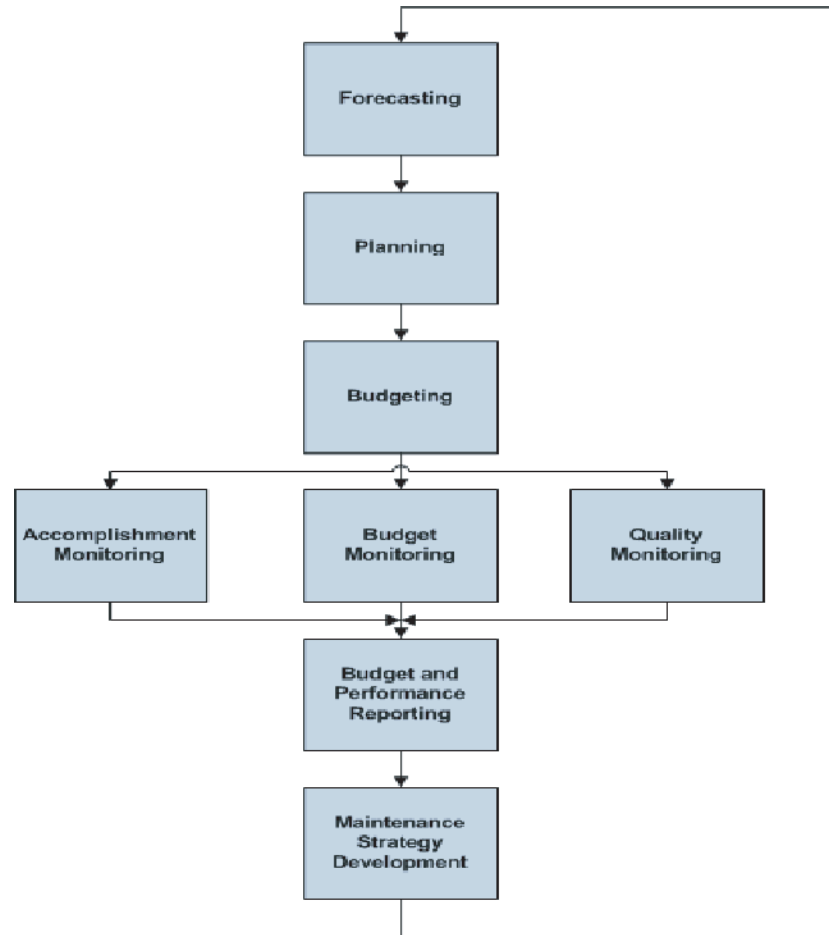 Forecasting
Planning
Budgeting
Accomplishment
Monitoring
Budget
Monitoring
Quality
Monitoring
Budget and
Performance
Reporting
Maintenance
Strategy
Development